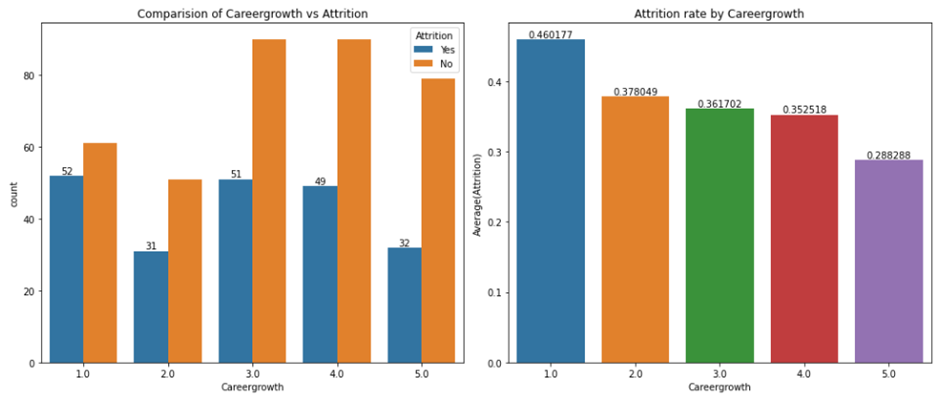 Comparision of Careergrowth vs Attrition
Attrition
Yes
No
count
80
60
40
20
0
52
31
51
49
32
1.0 2.0 3.0 4.0 5.0
Careergrowth
Attrition rate by Careergrowth
Average(Attrition)
0.4
0.3
0.2
0.1
0.0
0.460177
0.378049
0.361702
0.352518
0.288288
1.0 2.0 3.0 4.0 5.0
Careergrowth